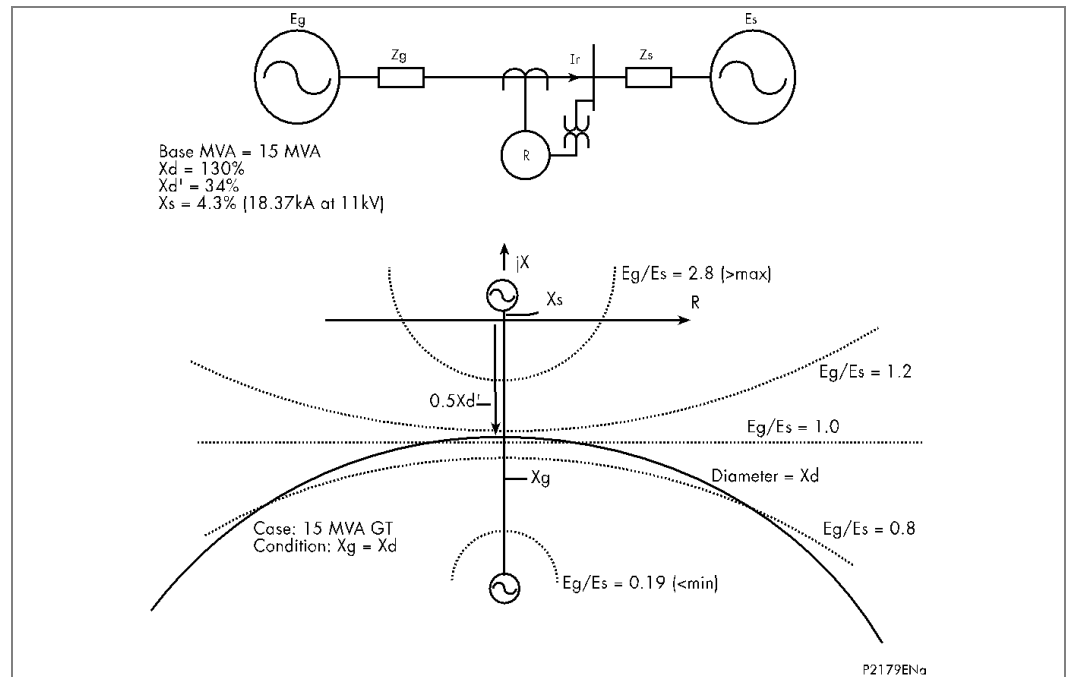 Eg
Es
Zg
Ir
Zs
R
Base MVA = 15 MVA
Xd = 130%
Xd' = 34%
Xs = 4.3% (18.37kA at 11kV)
jX
Eg/Es = 2.8 (>max)
Xs
R
Eg/Es = 1.2
0.5Xd'
Eg/Es = 1.0
Xg
Diameter = Xd
Case: 15 MVA GT
Condition: Xg = Xd
Eg/Es = 0.8
Eg/Es = 0.19 (<min)
P2179ENa